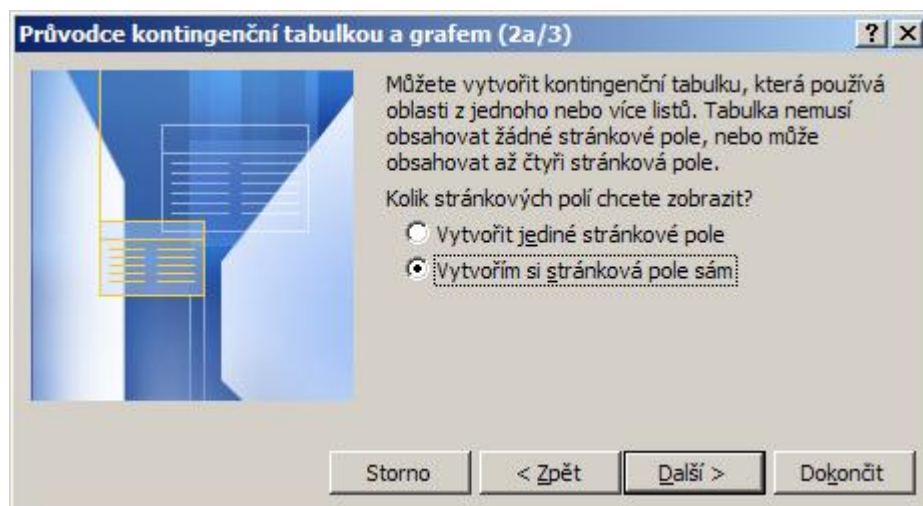 Průvodce kontingenční tabulkou a grafem (2a/3)
Můžete vytvořit kontingenční tabulku, která používá
oblasti z jednoho nebo více listů. Tabulka nemusí
obsahovat žádné stránkové pole, nebo může
obsahovat až čtyři stránková pole.
Kolik stránkových polí chcete zobrazit?
Vytvořit jediné stránkové pole
Vytvořím si stránková pole sám
Storno
< Zpět
Další >
Dokončit